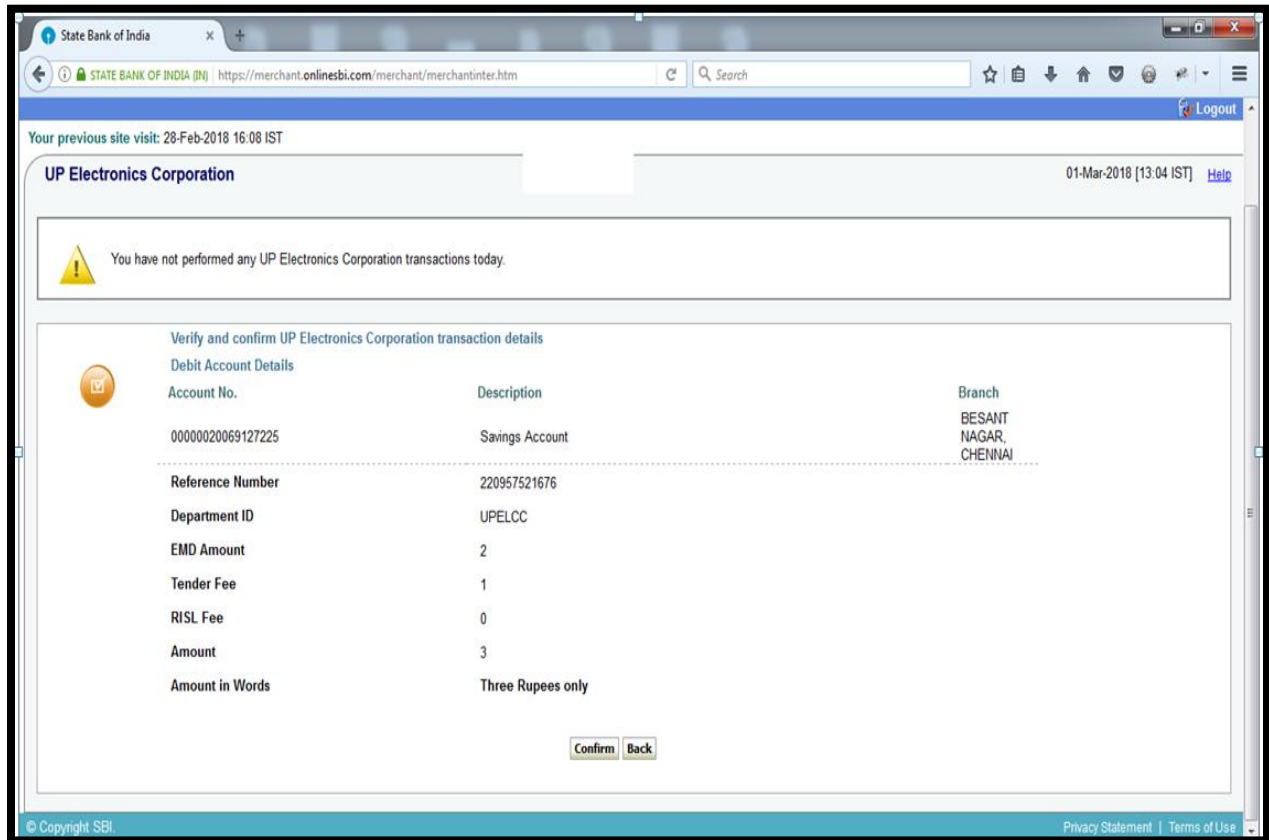 State Bank of India
STATE BANK OF INDIA (IN) https://merchant.onlinesbi.com/merchant/merchantinter.htm Search
Logout
Your previous site visit: 28-Feb-2018 16:08 IST
UP Electronics Corporation 01-Mar-2018 [13:04 IST] Help
You have not performed any UP Electronics Corporation transactions today.
Verify and confirm UP Electronics Corporation transaction details
Debit Account Details
Account No. Description Branch
00000020069127225 Savings Account BESANT
NAGAR,
CHENNAI
Reference Number 220957521676
Department ID UPELCC
EMD Amount 2
Tender Fee 1
RISL Fee 0
Amount 3
Amount in Words Three Rupees only
Confirm Back
© Copyright SBI. Privacy Statement | Terms of Use